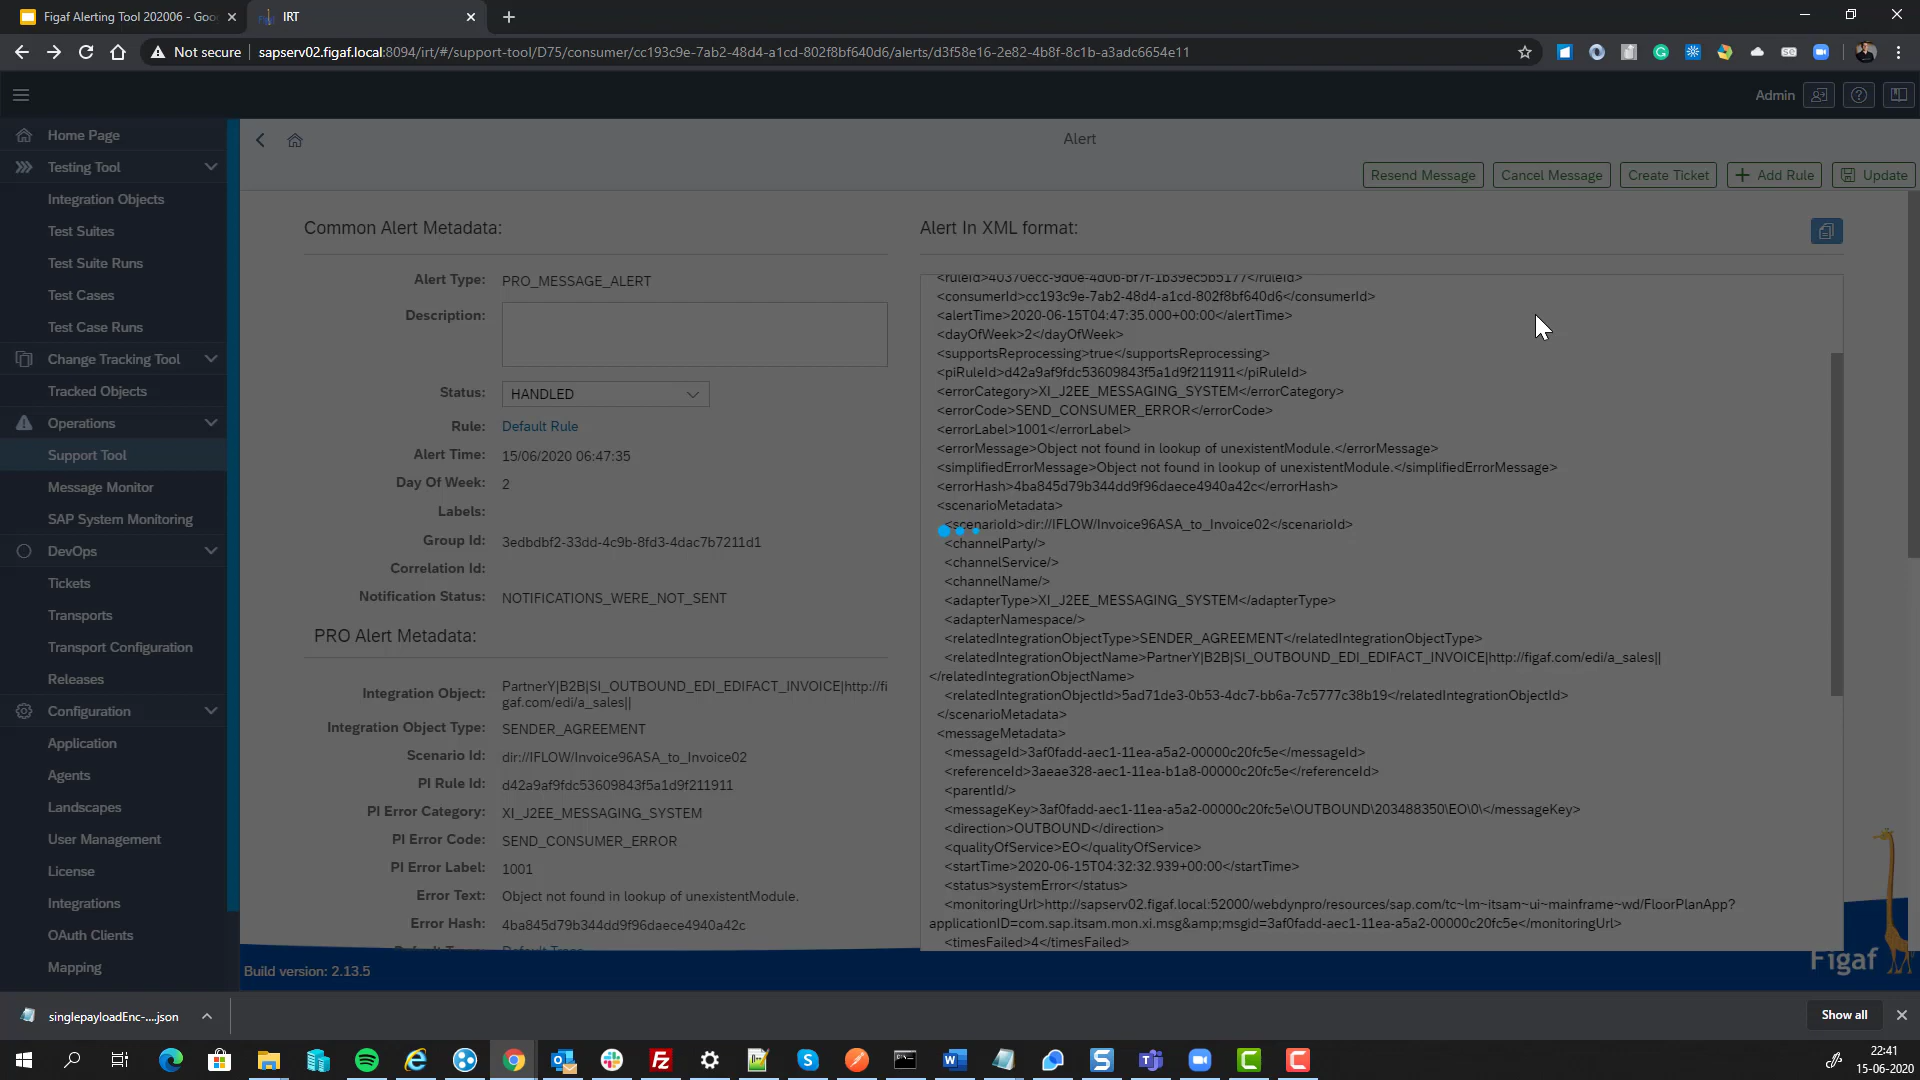 Figaf Alerting Tool 202006 - Goo
IRT
Not secure
sapserv02.figaf.local:8094/irt/#/support-tool/D75/consumer/cc193c9e-7ab2-48d4-a1cd-802f8bf640d6/alerts/d3f58e16-2e82-4b8f-8c1b-a3adc6654e11
Admin
Home Page
Testing Tool
Integration Objects
Test Suites
Test Suite Runs
Test Cases
Test Case Runs
Change Tracking Tool
Tracked Objects
Operations
Support Tool
Message Monitor
SAP System Monitoring
DevOps
Tickets
Transports
Transport Configuration
Releases
Configuration
Application
Agents
Landscapes
User Management
License
Integrations
OAuth Clients
Mapping
Alert
Resend Message
Cancel Message
Create Ticket
+ Add Rule
Update
Common Alert Metadata:
Alert Type: PRO_MESSAGE_ALERT
Description:
Status: HANDLED
Rule: Default Rule
Alert Time: 15/06/2020 06:47:35
Day Of Week: 2
Labels:
Group Id: 3edbdbf2-33dd-4c9b-8fd3-4dac7b7211d1
Correlation Id:
Notification Status: NOTIFICATIONS_WERE_NOT_SENT
PRO Alert Metadata:
Integration Object: PartnerY|B2B|SI_OUTBOUND_EDI_EDIFACT_INVOICE|http://fi
gaf.com/edi/a_sales||
Integration Object Type: SENDER_AGREEMENT
Scenario Id: dir://IFLOW/Invoice96ASA_to_Invoice02
PI Rule Id: d42a9af9fdc53609843f5a1d9f211911
PI Error Category: XI_J2EE_MESSAGING_SYSTEM
PI Error Code: SEND_CONSUMER_ERROR
PI Error Label: 1001
Error Text: Object not found in lookup of unexistentModule.
Error Hash: 4ba845d79b344dd9f96daece4940a42c
Alert In XML format:
<ruleId>40370ecc-9d0e-4d0b-bf7f-1b39ec5b5177</ruleId>
<consumerId>cc193c9e-7ab2-48d4-a1cd-802f8bf640d6</consumerId>
<alertTime>2020-06-15T04:47:35.000+00:00</alertTime>
<dayOfWeek>2</dayOfWeek>
<supportsReprocessing>true</supportsReprocessing>
<piRuleId>d42a9af9fdc53609843f5a1d9f211911</piRuleId>
<errorCategory>XI_J2EE_MESSAGING_SYSTEM</errorCategory>
<errorCode>SEND_CONSUMER_ERROR</errorCode>
<errorLabel>1001</errorLabel>
<errorMessage>Object not found in lookup of unexistentModule.</errorMessage>
<simplifiedErrorMessage>Object not found in lookup of unexistentModule.</simplifiedErrorMessage>
<errorHash>4ba845d79b344dd9f96daece4940a42c</errorHash>
<scenarioMetadata>
<scenarioId>dir://IFLOW/Invoice96ASA_to_Invoice02</scenarioId>
<channelParty/>
<channelService/>
<channelName/>
<adapterType>XI_J2EE_MESSAGING_SYSTEM</adapterType>
<adapterNamespace/>
<relatedIntegrationObjectType>SENDER_AGREEMENT</relatedIntegrationObjectType>
<relatedIntegrationObjectName>PartnerY|B2B|SI_OUTBOUND_EDI_EDIFACT_INVOICE|http://figaf.com/edi/a_sales||
</relatedIntegrationObjectName>
<relatedIntegrationObjectId>5ad71de3-0b53-4dc7-bb6a-7c5777c38b19</relatedIntegrationObjectId>
</scenarioMetadata>
<messageMetadata>
<messageId>3af0fadd-aec1-11ea-a5a2-00000c20fc5e</messageId>
<referenceId>3aeae328-aec1-11ea-b1a8-00000c20fc5e</referenceId>
<parentId/>
<messageKey>3af0fadd-aec1-11ea-a5a2-00000c20fc5e\OUTBOUND\203488350\EO\0\</messageKey>
<direction>OUTBOUND</direction>
<qualityOfService>EO</qualityOfService>
<startTime>2020-06-15T04:32:32.939+00:00</startTime>
<status>systemError</status>
<monitoringUrl>http://sapserv02.figaf.local:52000/webdynpro/resources/sap.com/tc~lm~itsam~ui~mainframe~wd/FloorPlanApp?
applicationID=com.sap.itsam.mon.xi.msg&amp;msgid=3af0fadd-aec1-11ea-a5a2-00000c20fc5e</monitoringUrl>
<timesFailed>4</timesFailed>
Build version: 2.13.5
Figaf
singlepayloadEnc-....json
Show all
22:41
15-06-2020